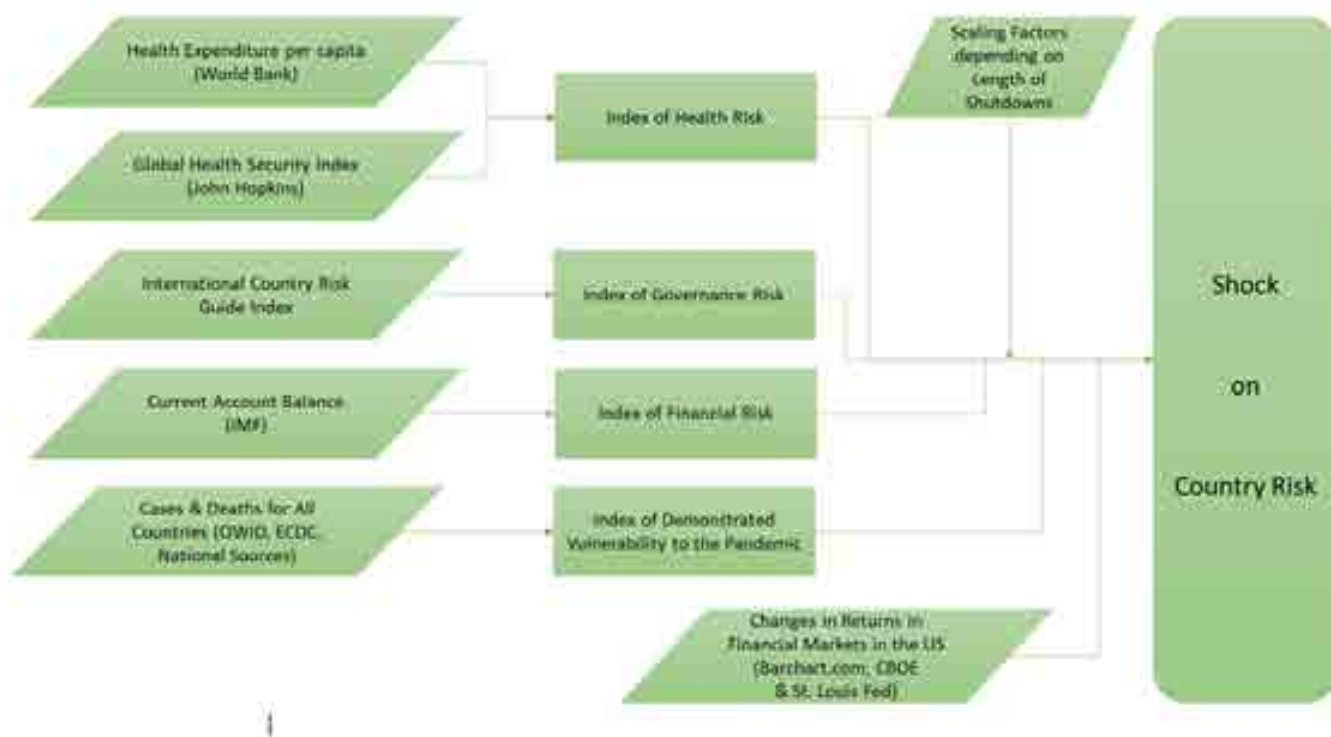 Health Expenditure per capita
(World Bank)
Global Health Security Index
(John Hopkins)
International Country Risk
Guide Index
Current Account Balance
(IMF)
Cases & Deaths for All
Countries (OWID, ECDC,
National Sources)
Index of Health Risk
Index of Governance Risk
Index of Financial Risk
Index of Demonstrated
Vulnerability to the Pandemic
Scaling Factors
depending on
Length of
Shutdowns
Changes in Returns in
Financial Markets in the US
(Barchart.com, CBOE
& St. Louis Fed)
Shock
on
Country Risk